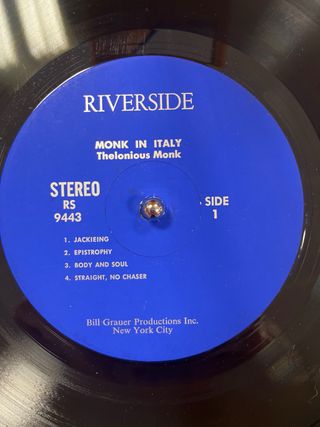 RIVERSIDE
MONK IN ITALY
Thelonious Monk
STEREO
RS
9443
SIDE
1
1. JACKIEING
2. EPISTROPHY
3. BODY AND SOUL
4. STRAIGHT, NO CHASER
Bill Grauer Productions Inc.
New York City